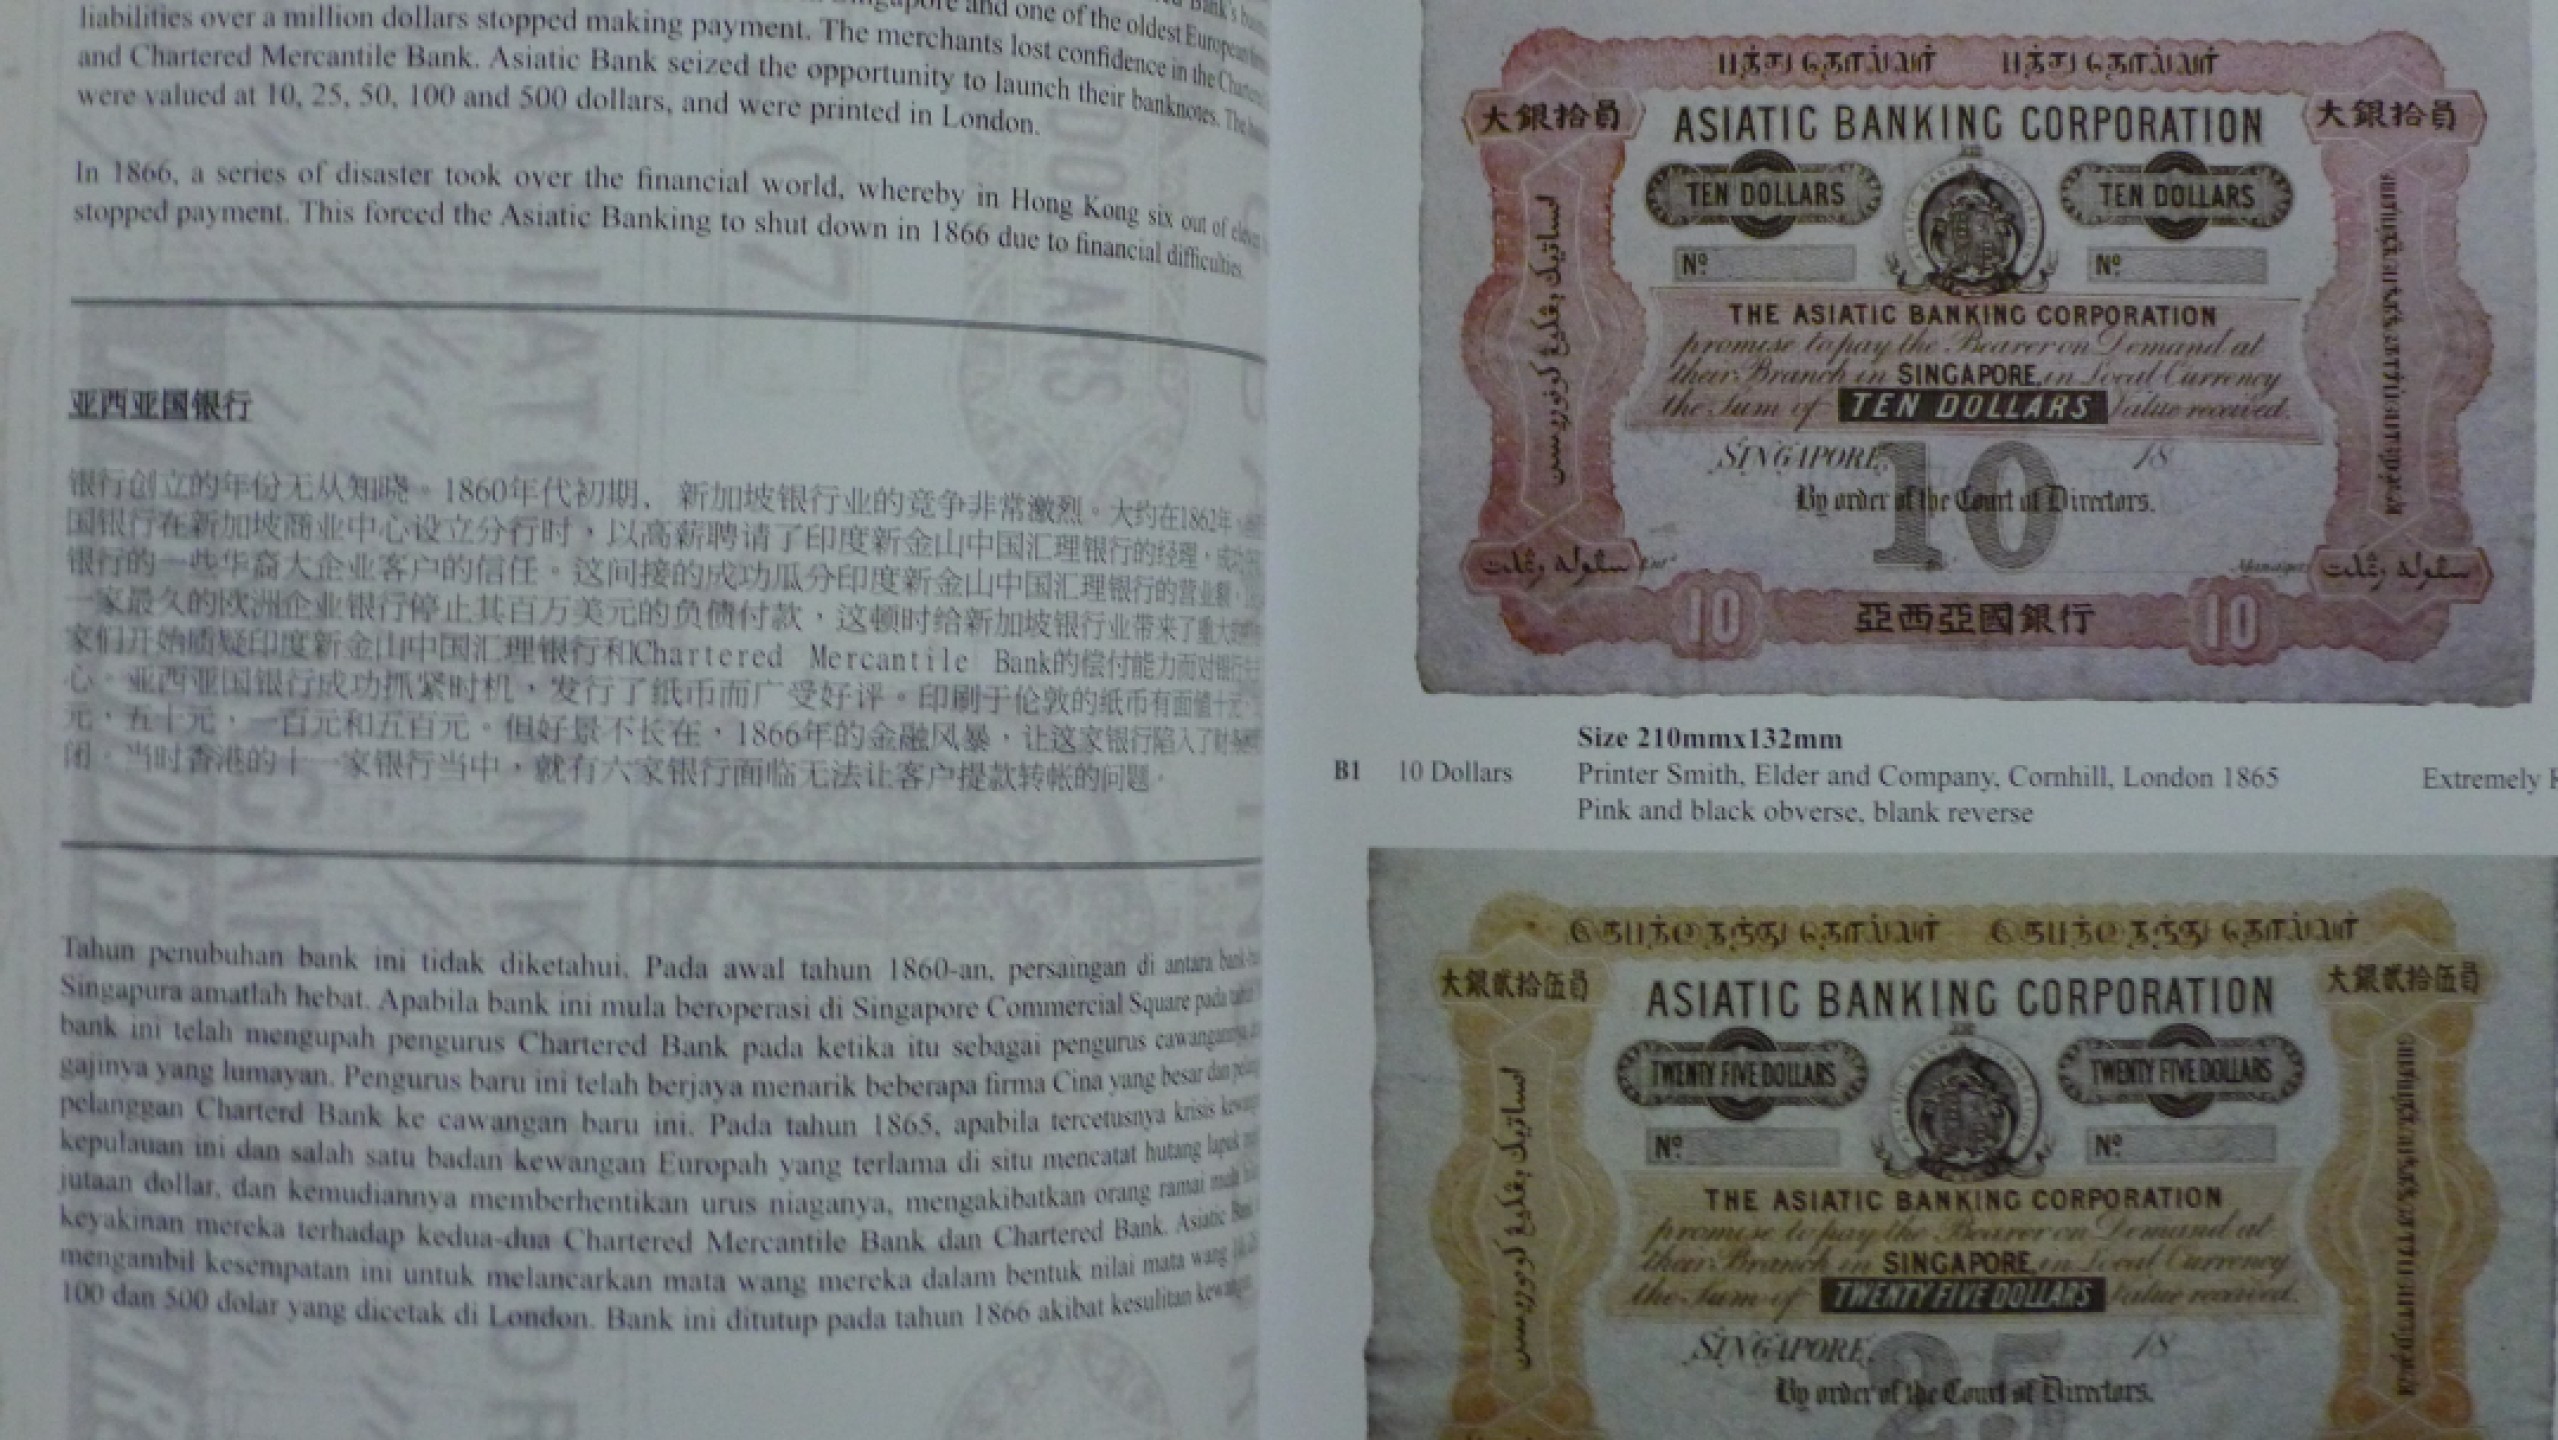 liabilities over a million dollars stopped making payment. The merchants lost confidence in the
and Chartered Mercantile Bank. Asiatic Bank seized the opportunity to launch their banknotes. The
were valued at 10, 25, 50, 100 and 500 dollars, and were printed in London.
In 1866, a series of disaster took over the financial world, whereby in Hong Kong six out of
stopped payment. This forced the Asiatic Banking to shut down in 1866 due to financial difficulties.
亚西亚国银行
银行创立的年份无从知晓。1860年代初期，新加坡银行业的竞争非常激烈。大约在1862年，
国银行在新加坡商业中心设立分行时，以高薪聘请了印度新金山中国汇理银行的经理，成功
银行的一些华裔大企业客户的信任。这间接的成功瓜分印度新金山中国汇理银行的营业额，
一家最久的欧洲企业银行停止其百万美元的负债付款，这顿时给新加坡银行业带来了重大的
家们开始质疑印度新金山中国汇理银行和Chartered Mercantile Bank的偿付能力而对银行
心。亚西亚国银行成功抓紧时机，发行了纸币而广受好评。印刷于伦敦的纸币有面值十元，
元，五十元，一百元和五百元。但好景不长在，1866年的金融风暴，让这家银行陷入了财务
闭。当时香港的十一家银行当中，就有六家银行面临无法让客户提款转帐的问题。
Tahun penubuhan bank ini tidak diketahui. Pada awal tahun 1860-an, persaingan di antara
Singapura amatlah hebat. Apabila bank ini mula beroperasi di Singapore Commercial Square pada
bank ini telah mengupah pengurus Chartered Bank pada ketika itu sebagai pengurus
gajinya yang lumayan. Pengurus baru ini telah berjaya menarik beberapa firma Cina yang besar dan
pelanggan Charterd Bank ke cawangan baru ini. Pada tahun 1865, apabila tercetusnya krisis
kepulauan ini dan salah satu badan kewangan Europah yang terlama di situ mencatat hutang lapuk
jutaan dollar, dan kemudiannya memberhentikan urus niaganya, mengakibatkan orang ramai
keyakinan mereka terhadap kedua-dua Chartered Mercantile Bank dan Chartered Bank. Asiatic
mengambil kesempatan ini untuk melancarkan mata wang mereka dalam bentuk nilai mata wang
100 dan 500 dolar yang dicetak di London. Bank ini ditutup pada tahun 1866 akibat kesulitan
பத்து டொம்மர் பத்து
大銀拾員 大銀拾員
ASIATIC BANKING CORPORATION
TEN DOLLARS TEN DOLLARS
Nº Nº
THE ASIATIC BANKING CORPORATION
promise to pay the Bearer on Demand at
their Branch in SINGAPORE, in Local Currency
the Sum of TEN DOLLARS Value received.
SINGAPORE, 18
10
By order of the Court of Directors.
Manager
10 亞西亞國銀行 10
Size 210mmx132mm
B1 10 Dollars Printer Smith, Elder and Company, Cornhill, London 1865 Extremely
Pink and black obverse, blank reverse
大銀貳拾伍員 大銀貳拾伍員
ASIATIC BANKING CORPORATION
TWENTY FIVE DOLLARS TWENTY FIVE DOLLARS
Nº Nº
THE ASIATIC BANKING CORPORATION
promise to pay the Bearer on Demand at
their Branch in SINGAPORE, in Local Currency
the Sum of TWENTY FIVE DOLLARS Value received.
SINGAPORE, 18
25
By order of the Court of Directors.